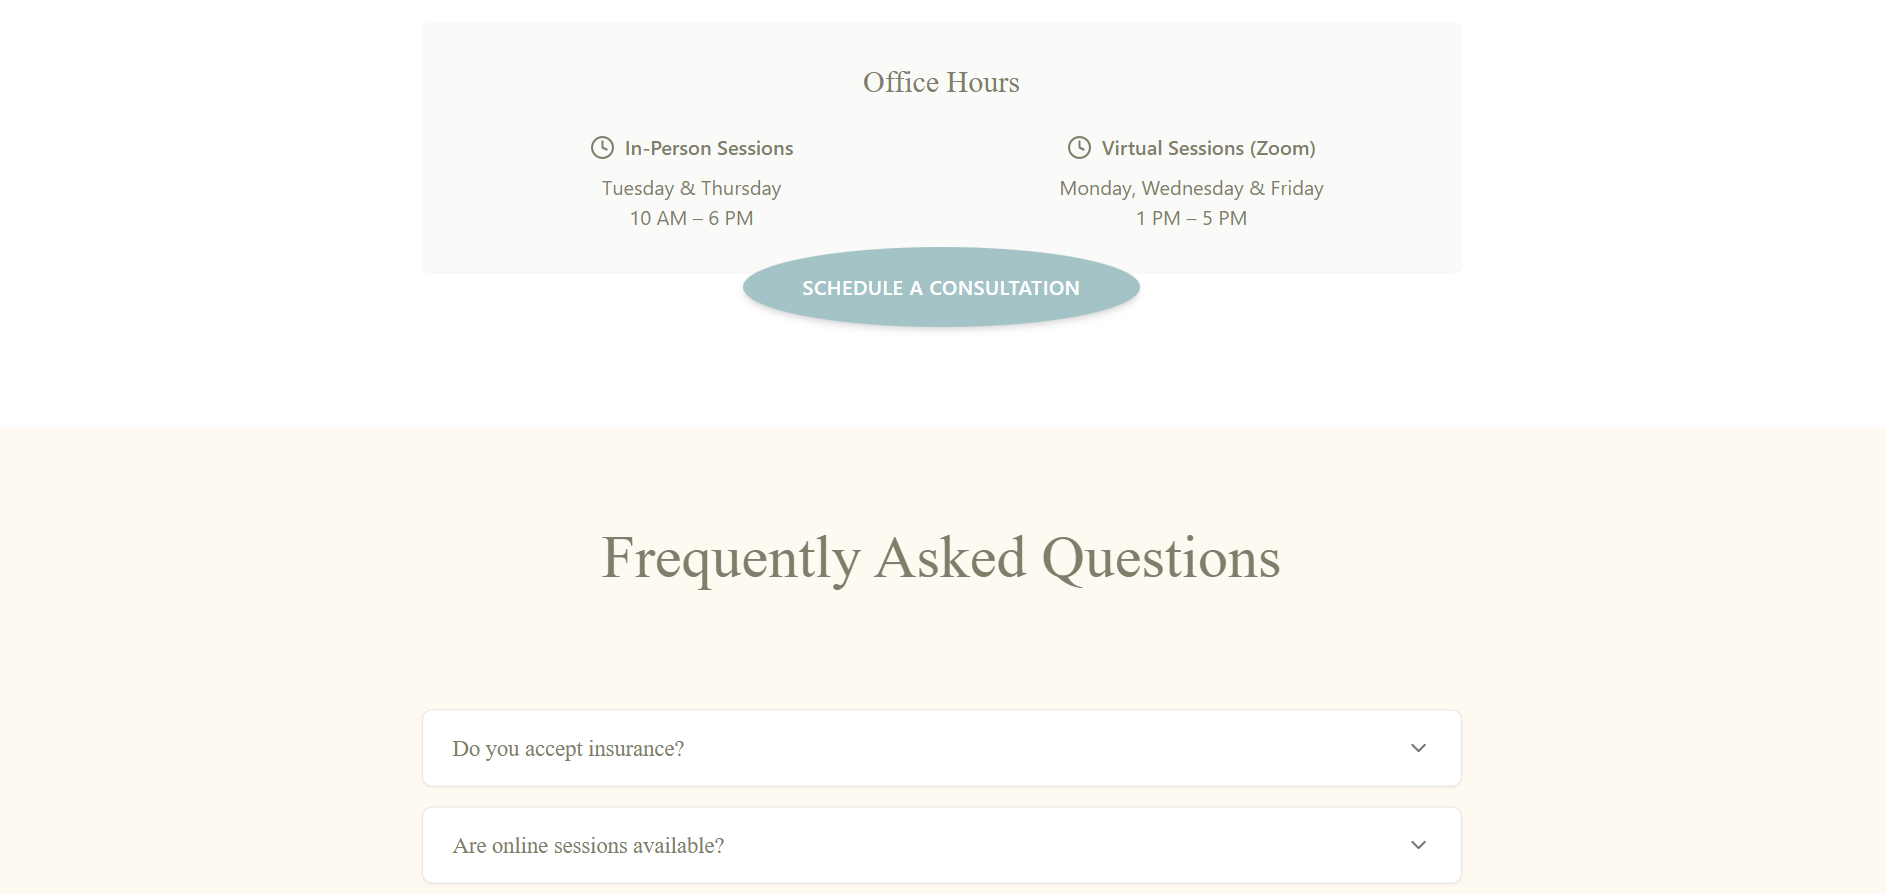 Office Hours
In-Person Sessions
Tuesday & Thursday
10 AM – 6 PM
Virtual Sessions (Zoom)
Monday, Wednesday & Friday
1 PM – 5 PM
SCHEDULE A CONSULTATION
Frequently Asked Questions
Do you accept insurance?
Are online sessions available?